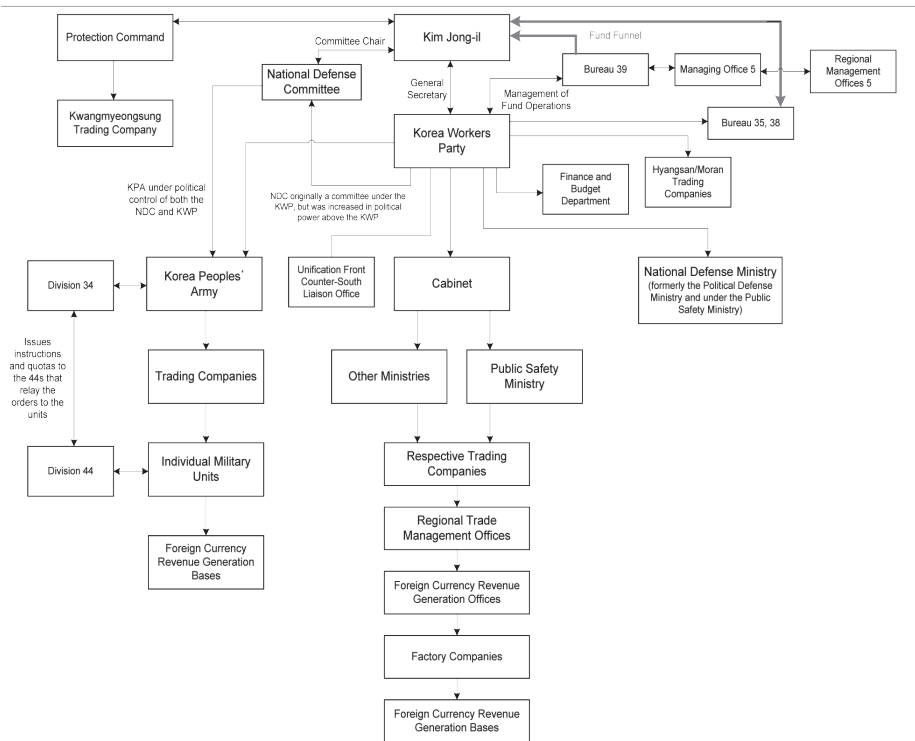 Protection Command
Kim Jong-il
Fund Funnel
Committee Chair
National Defense
Committee
General
Secretary
Bureau 39
Managing Office 5
Regional
Management
Offices 5
Management of
Fund Operations
Kwangmyeongsung
Trading Company
Korea Workers
Party
Bureau 35, 38
Hyangsan/Moran
Trading
Companies
Finance and
Budget
Department
KPA under political
control of both the
NDC and KWP
NDC originally a committee under the
KWP, but was increased in political
power above the KWP
Division 34
Korea Peoples´
Army
Unification Front
Counter-South
Liaison Office
Cabinet
National Defense Ministry
(formerly the Political Defense
Ministry and under the Public
Safety Ministry)
Issues
instructions
and quotas to
the 44s that
relay the
orders to the
units
Trading Companies
Other Ministries
Public Safety
Ministry
Division 44
Individual Military
Units
Respective Trading
Companies
Regional Trade
Management Offices
Foreign Currency
Revenue Generation
Bases
Foreign Currency Revenue
Generation Offices
Factory Companies
Foreign Currency Revenue
Generation Bases